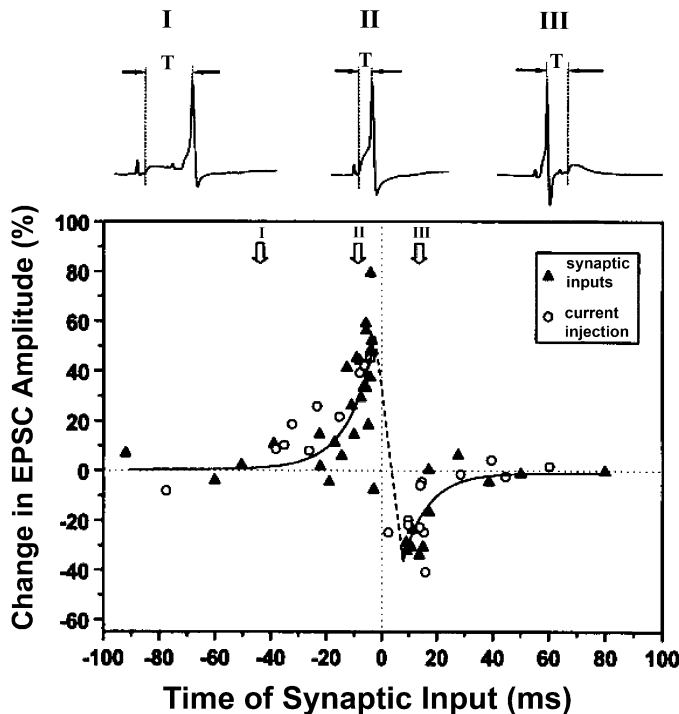 I II III
T T T
Change in EPSC Amplitude (%)
100
80
60
40
20
0
-20
-40
-60
I II III
synaptic
inputs
current
injection
-100 -80 -60 -40 -20 0 20 40 60 80 100
Time of Synaptic Input (ms)